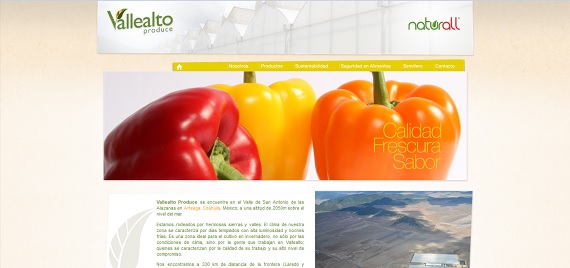 Vallealto
produce
naturall
Nosotros Productos Sustentabilidad Seguridad en Alimentos Servicios Contacto
Calidad
Frescura
Sabor
Vallealto Produce se encuentra en el Valle de San Antonio de las
Alazanas en Arteaga, Coahuila, México, a una altitud de 2050m sobre el
nivel del mar.
Estamos rodeados por hermosas sierras y valles. El clima de nuestra
zona se caracteriza por días templados con alta luminosidad y noches
frías. Es una zona ideal para el cultivo en invernadero, no sólo por las
condiciones de clima, sino por la gente que trabajan en Vallealto;
quienes se caracterizan por la calidad de su trabajo y su alto nivel de
compromiso.
Nos encontramos a 330 km de distancia de la frontera (Laredo y